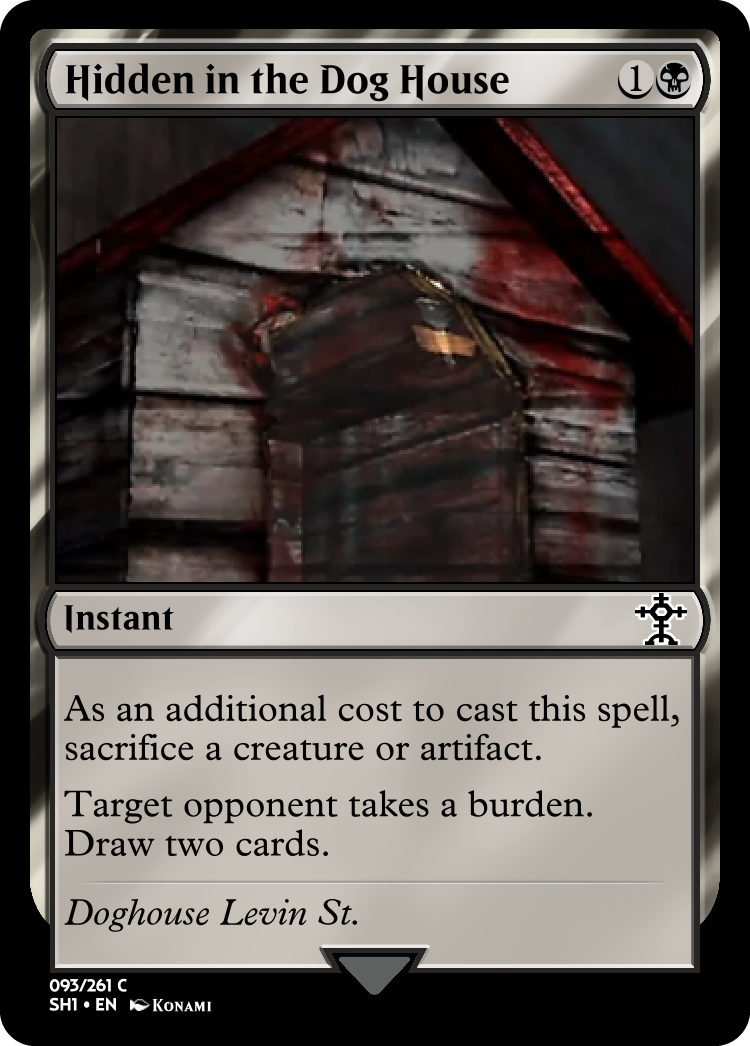 Hidden in the Dog House 1
Instant
As an additional cost to cast this spell,
sacrifice a creature or artifact.
Target opponent takes a burden.
Draw two cards.
Doghouse Levin St.
093/261 C
SH1 • EN KONAMI